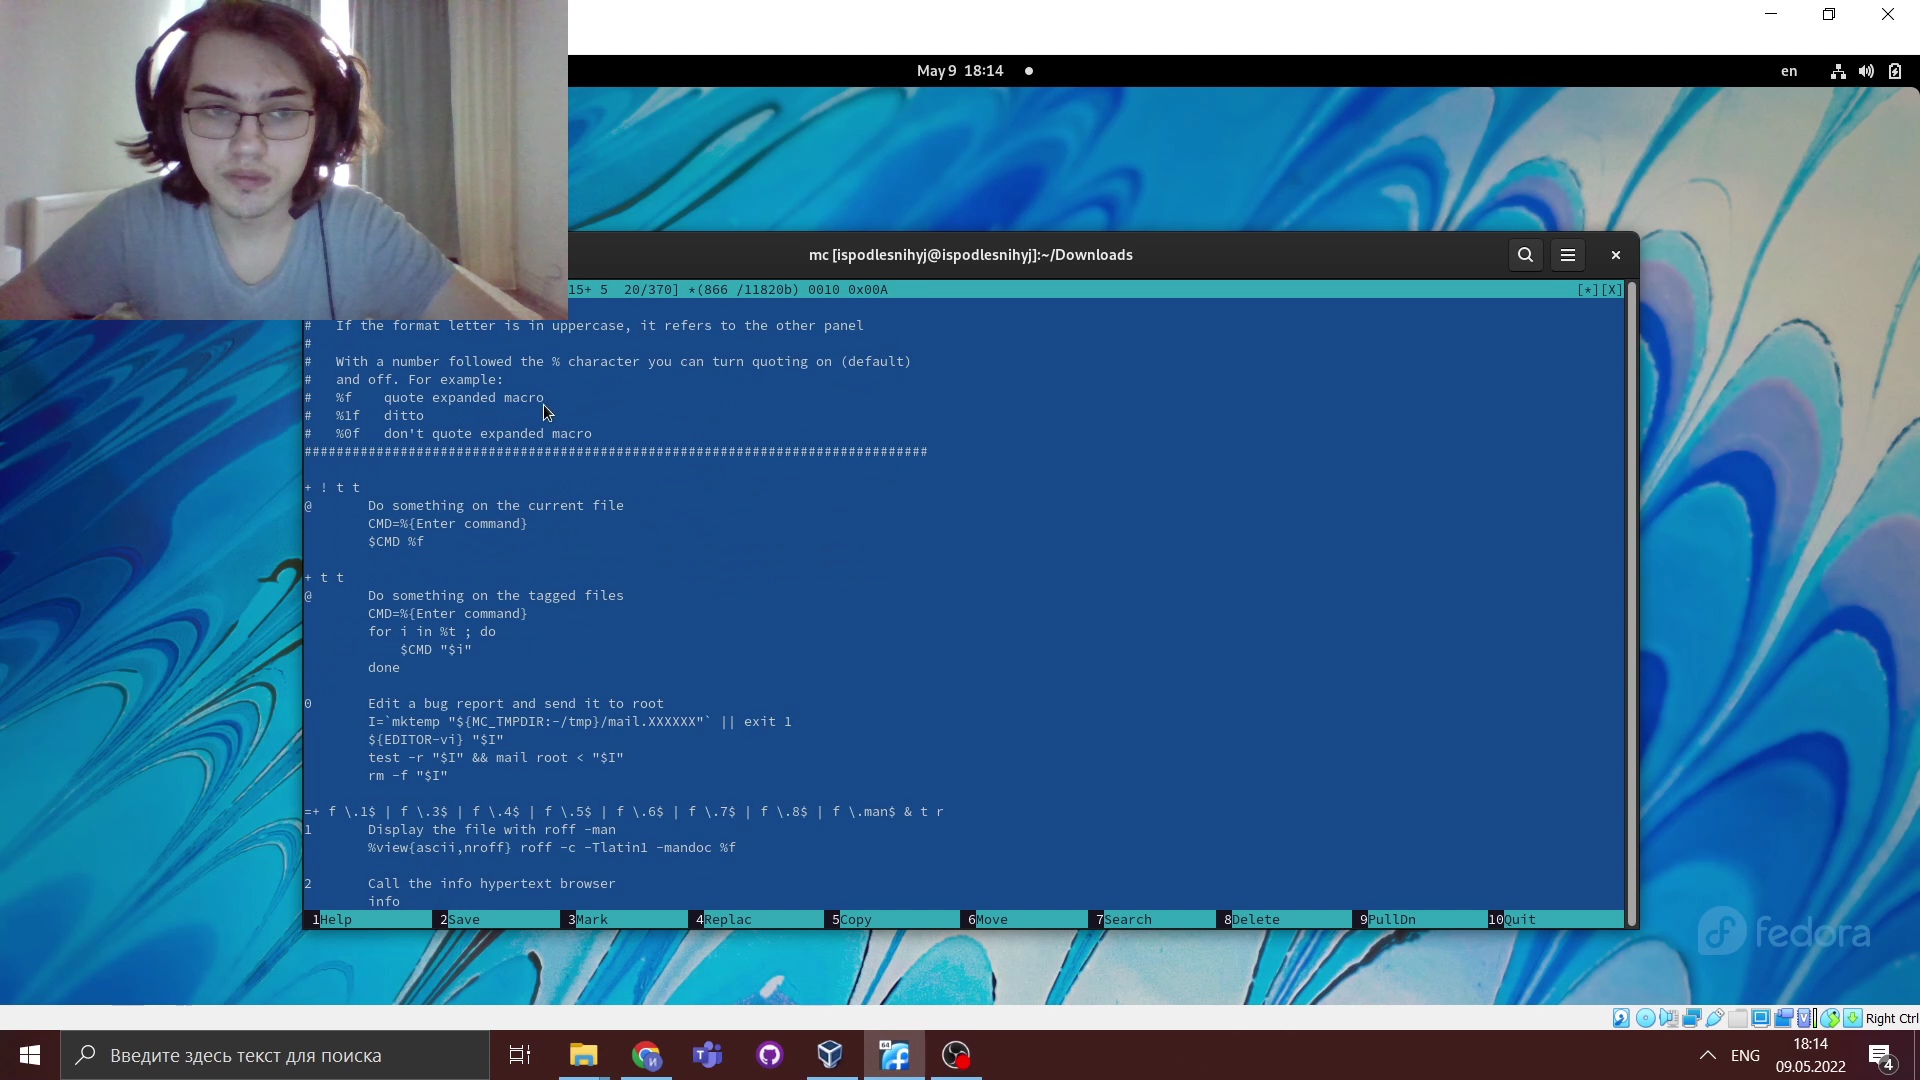 May 9 18:14
en
mc [ispodlesnihyj@ispodlesnihyj]:~/Downloads
15+ 5  20/370] *(866 /11820b) 0010 0x00A
[*][X]
#   If the format letter is in uppercase, it refers to the other panel
#
#   With a number followed the % character you can turn quoting on (default)
#   and off. For example:
#   %f    quote expanded macro
#   %1f   ditto
#   %0f   don't quote expanded macro
##############################################################################
+ ! t t
@       Do something on the current file
        CMD=%{Enter command}
        $CMD %f
+ t t
@       Do something on the tagged files
        CMD=%{Enter command}
        for i in %t ; do
            $CMD "$i"
        done
0       Edit a bug report and send it to root
        I=`mktemp "${MC_TMPDIR:-/tmp}/mail.XXXXXX"` || exit 1
        ${EDITOR-vi} "$I"
        test -r "$I" && mail root < "$I"
        rm -f "$I"
=+ f \.1$ | f \.3$ | f \.4$ | f \.5$ | f \.6$ | f \.7$ | f \.8$ | f \.man$ & t r
1       Display the file with roff -man
        %view{ascii,nroff} roff -c -Tlatin1 -mandoc %f
2       Call the info hypertext browser
        info
1Help 2Save 3Mark 4Replac 5Copy 6Move 7Search 8Delete 9PullDn 10Quit
fedora
Right Ctrl
Введите здесь текст для поиска
64
ENG
18:14
09.05.2022
4